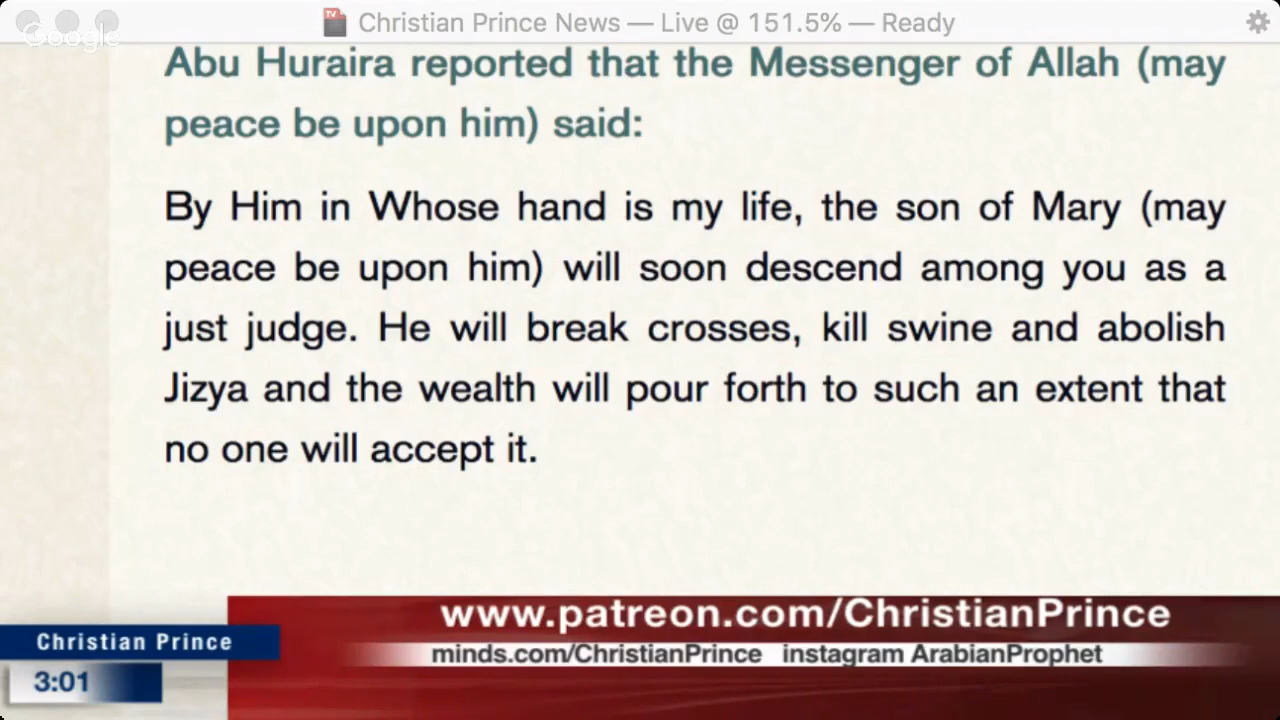 Christian Prince News — Live @ 151.5% — Ready
Google
Abu Huraira reported that the Messenger of Allah (may
peace be upon him) said:
By Him in Whose hand is my life, the son of Mary (may
peace be upon him) will soon descend among you as a
just judge. He will break crosses, kill swine and abolish
Jizya and the wealth will pour forth to such an extent that
no one will accept it.
www.patreon.com/ChristianPrince
Christian Prince
minds.com/ChristianPrince instagram ArabianProphet
3:01